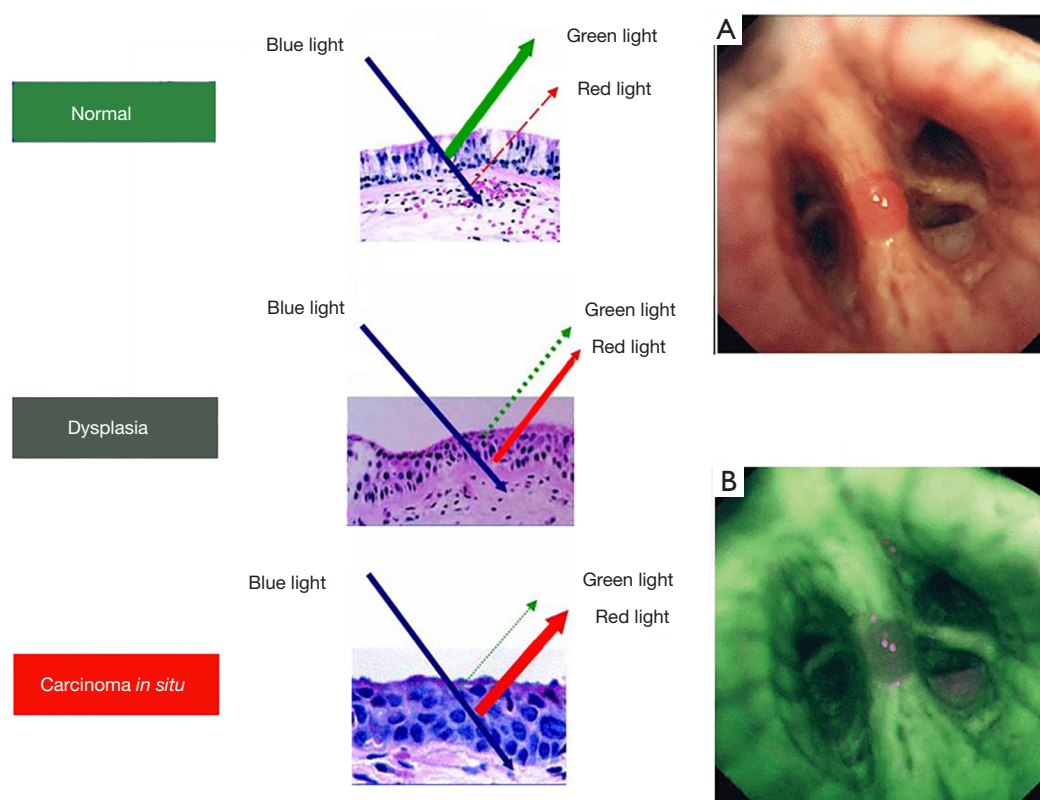 Blue light
Green light
Red light
Normal
A
Blue light
Green light
Red light
Dysplasia
B
Blue light
Green light
Red light
Carcinoma in situ